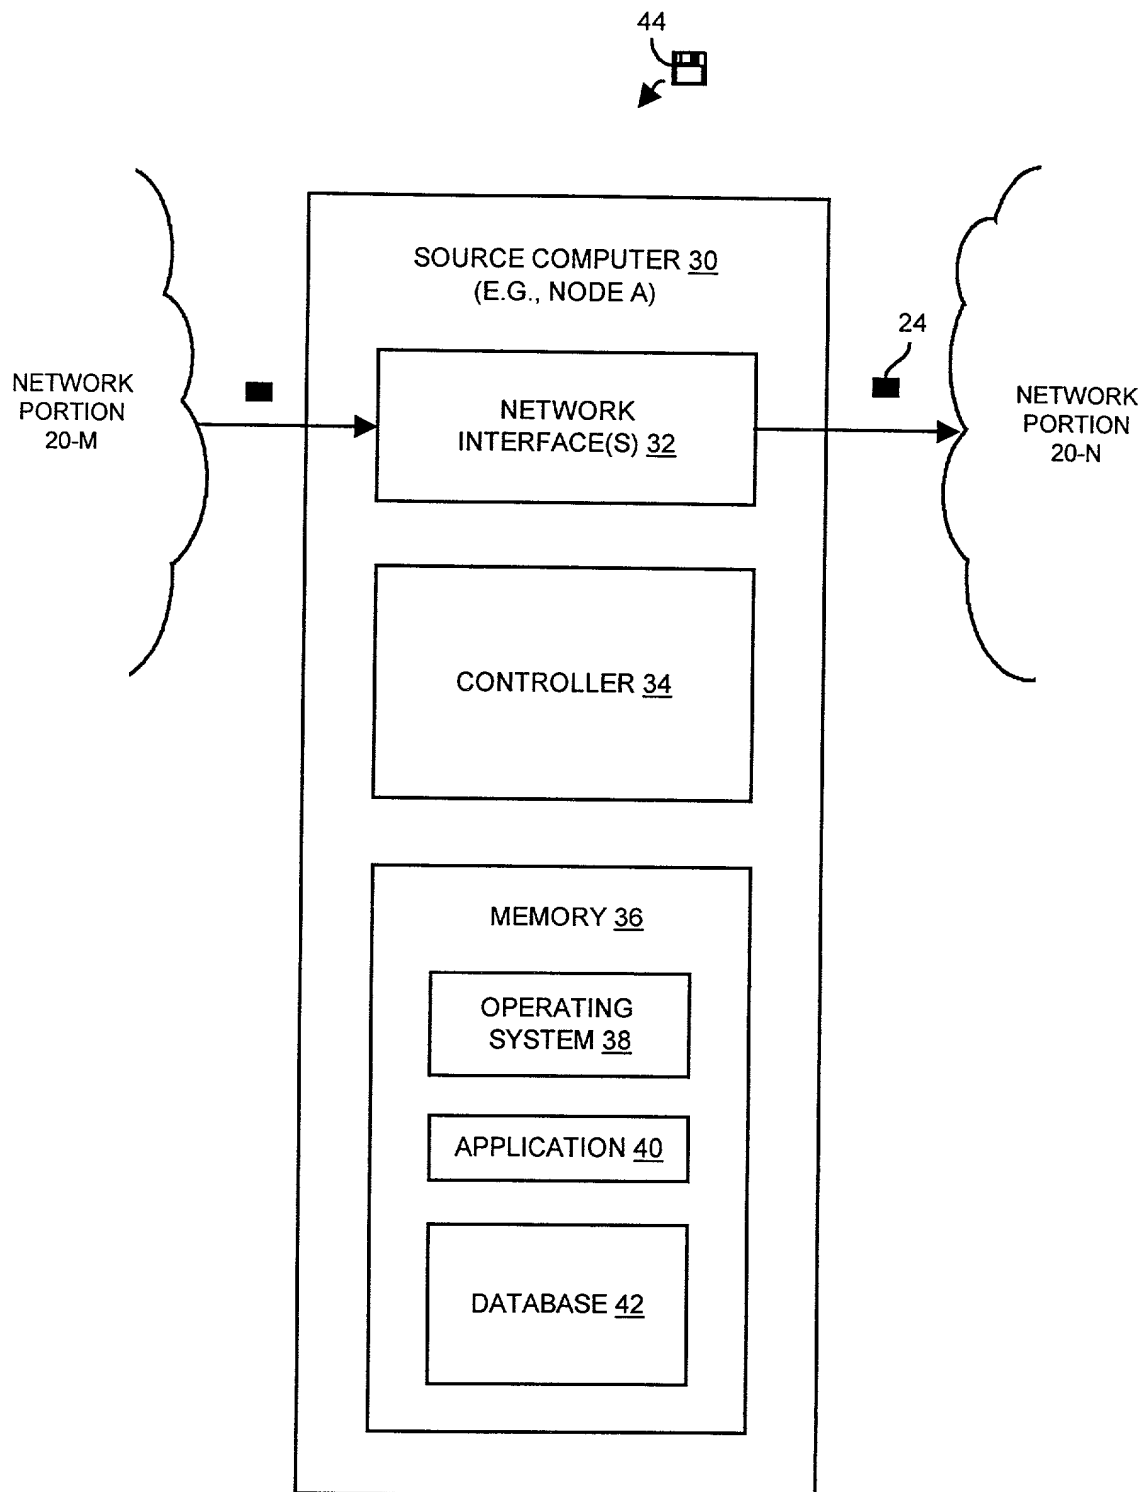 44
SOURCE COMPUTER 30
(E.G., NODE A)
24
NETWORK
PORTION
20-M
NETWORK
INTERFACE(S) 32
NETWORK
PORTION
20-N
CONTROLLER 34
MEMORY 36
OPERATING
SYSTEM 38
APPLICATION 40
DATABASE 42